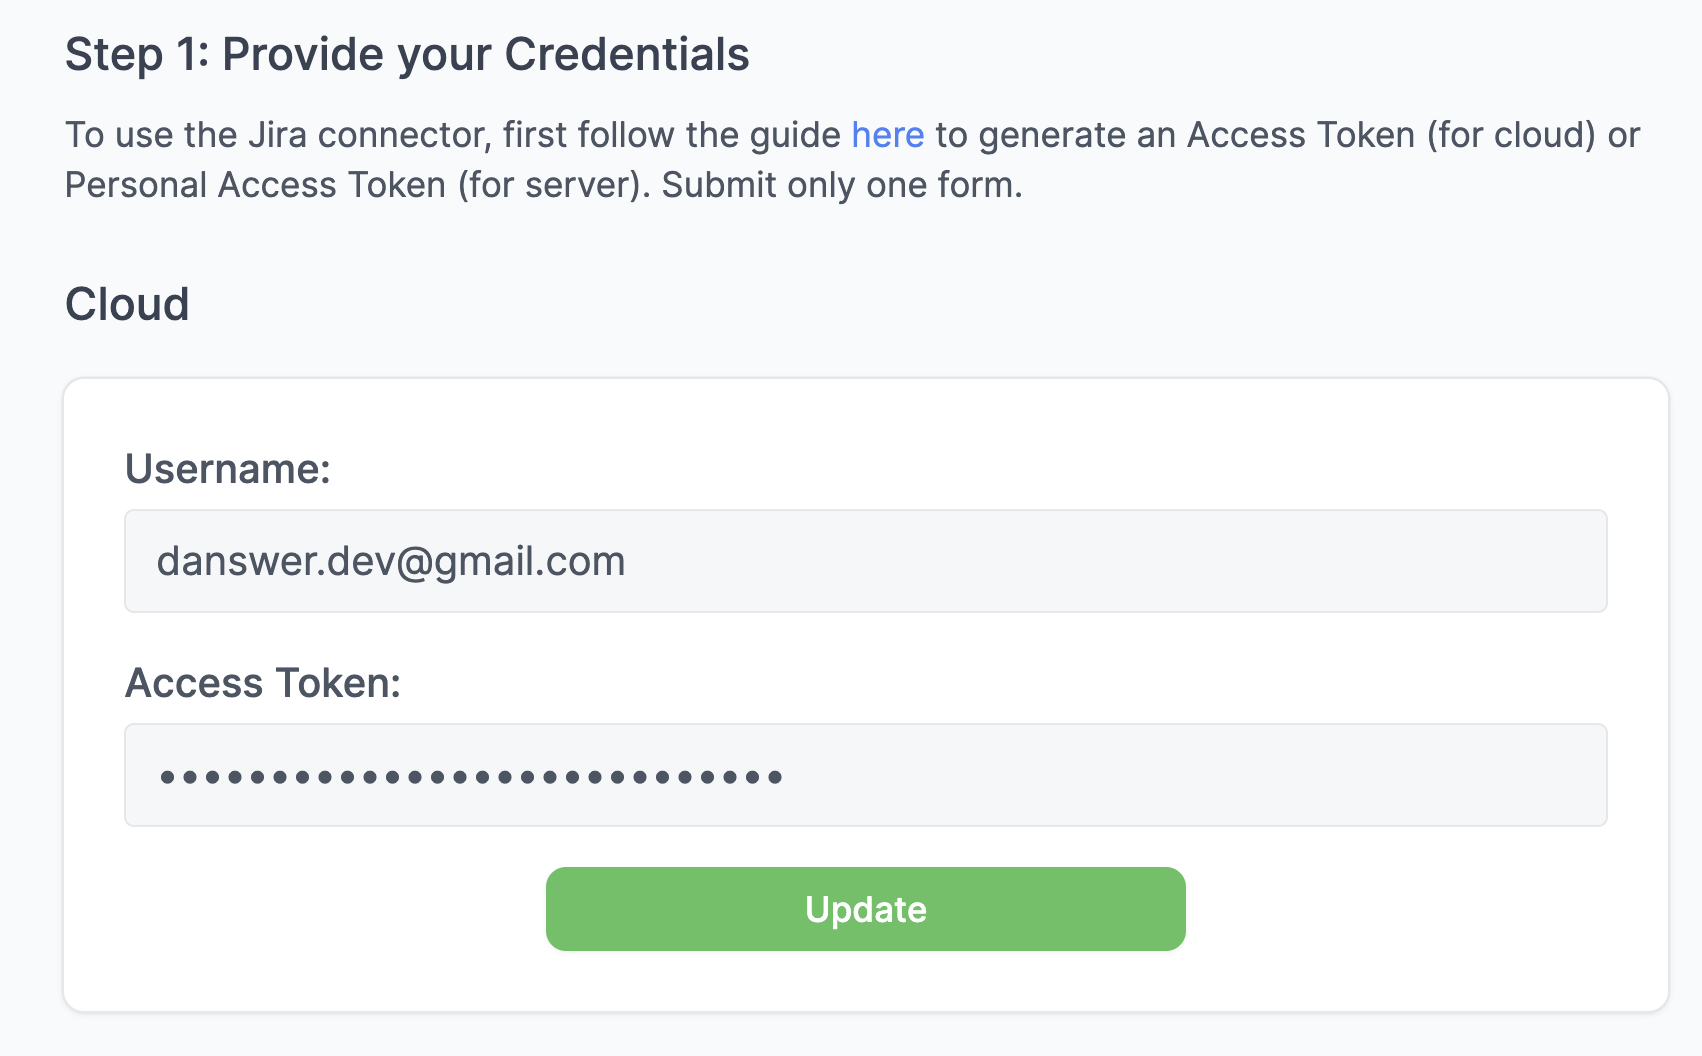 Step 1: Provide your Credentials
To use the Jira connector, first follow the guide here to generate an Access Token (for cloud) or
Personal Access Token (for server). Submit only one form.
Cloud
Username:
danswer.dev@gmail.com
Access Token:
••••••••••••••••••••••••••••
Update